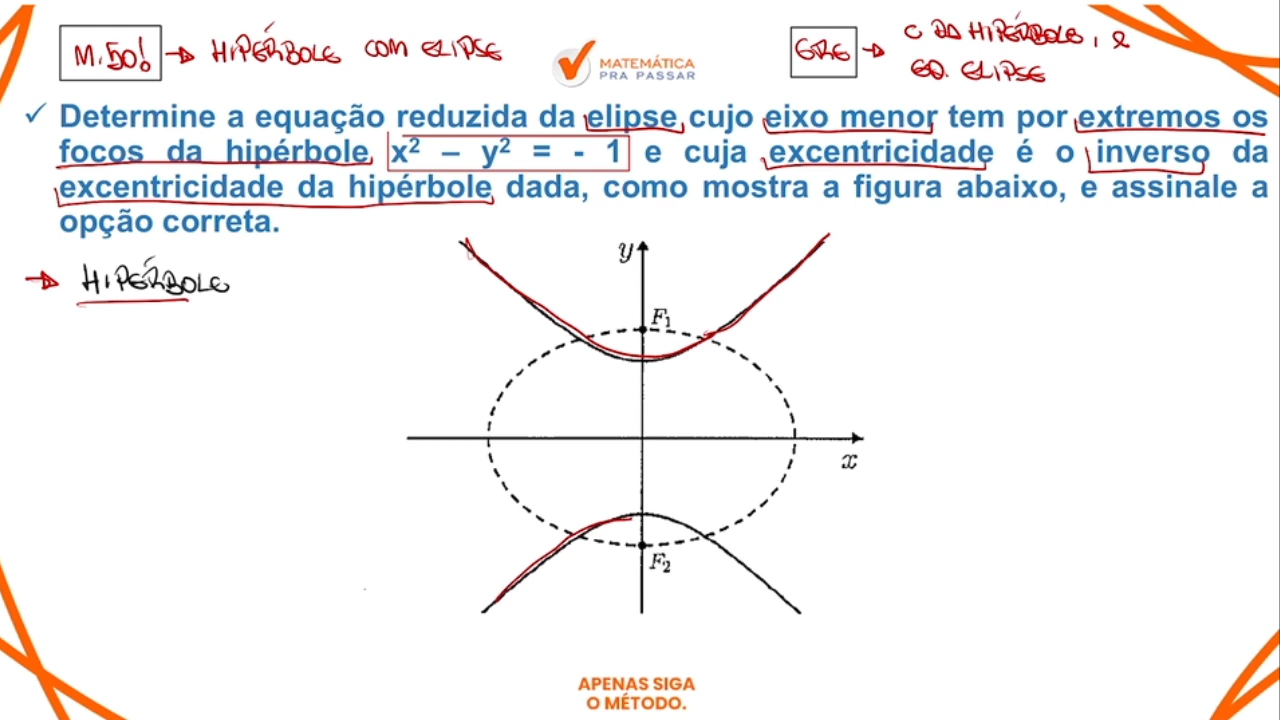 M.50! → HIPÉRBOLE COM ELIPSE
MATEMÁTICA
PRA PASSAR
GRE → C DA HIPÉRBOLE, E
EQ. ELIPSE
✓ Determine a equação reduzida da elipse cujo eixo menor tem por extremos os
focos da hipérbole x² – y² = - 1 e cuja excentricidade é o inverso da
excentricidade da hipérbole dada, como mostra a figura abaixo, e assinale a
opção correta.
→ HIPÉRBOLE
y
F₁
x
F₂
APENAS SIGA
O MÉTODO.